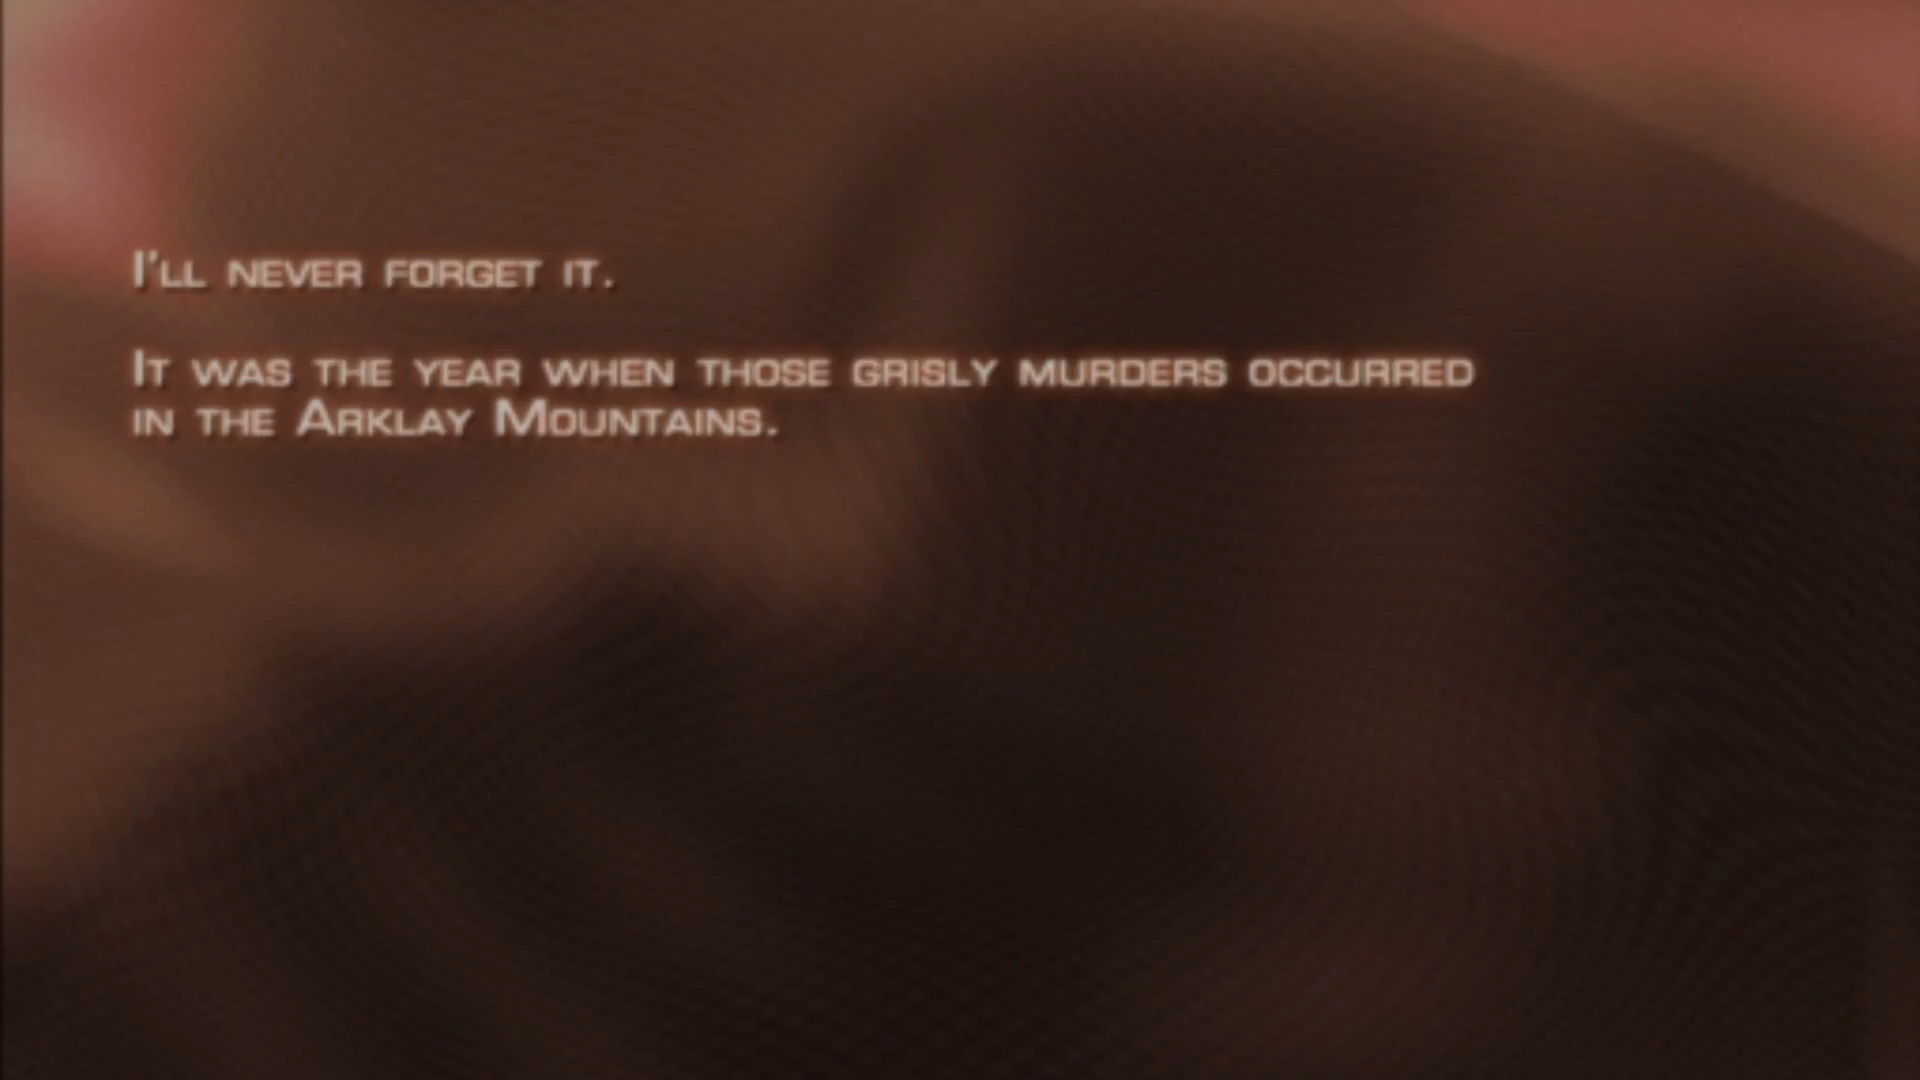 I'll never forget it.
It was the year when those grisly murders occurred
in the Arklay Mountains.